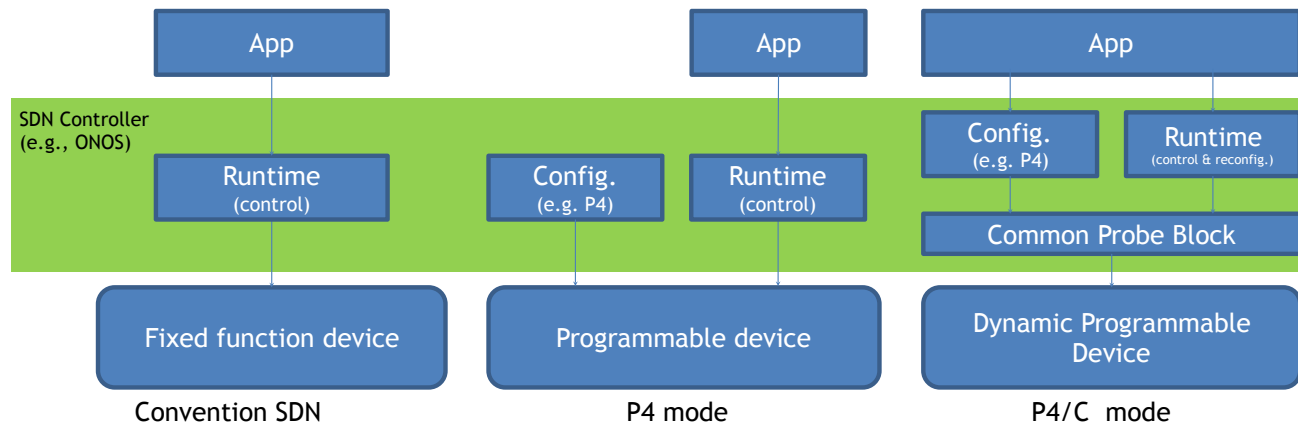 App
App
App
SDN Controller
(e.g., ONOS)
Runtime
(control)
Config.
(e.g. P4)
Runtime
(control)
Config.
(e.g. P4)
Runtime
(control & reconfig.)
Common Probe Block
Fixed function device
Programmable device
Dynamic Programmable
Device
Convention SDN
P4 mode
P4/C mode